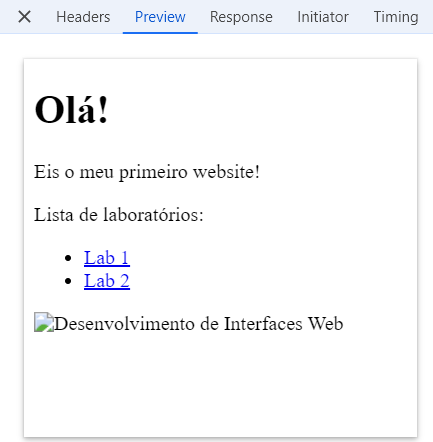 Headers Preview Response Initiator Timing
Olá!
Eis o meu primeiro website!
Lista de laboratórios:
Lab 1
Lab 2
Desenvolvimento de Interfaces Web